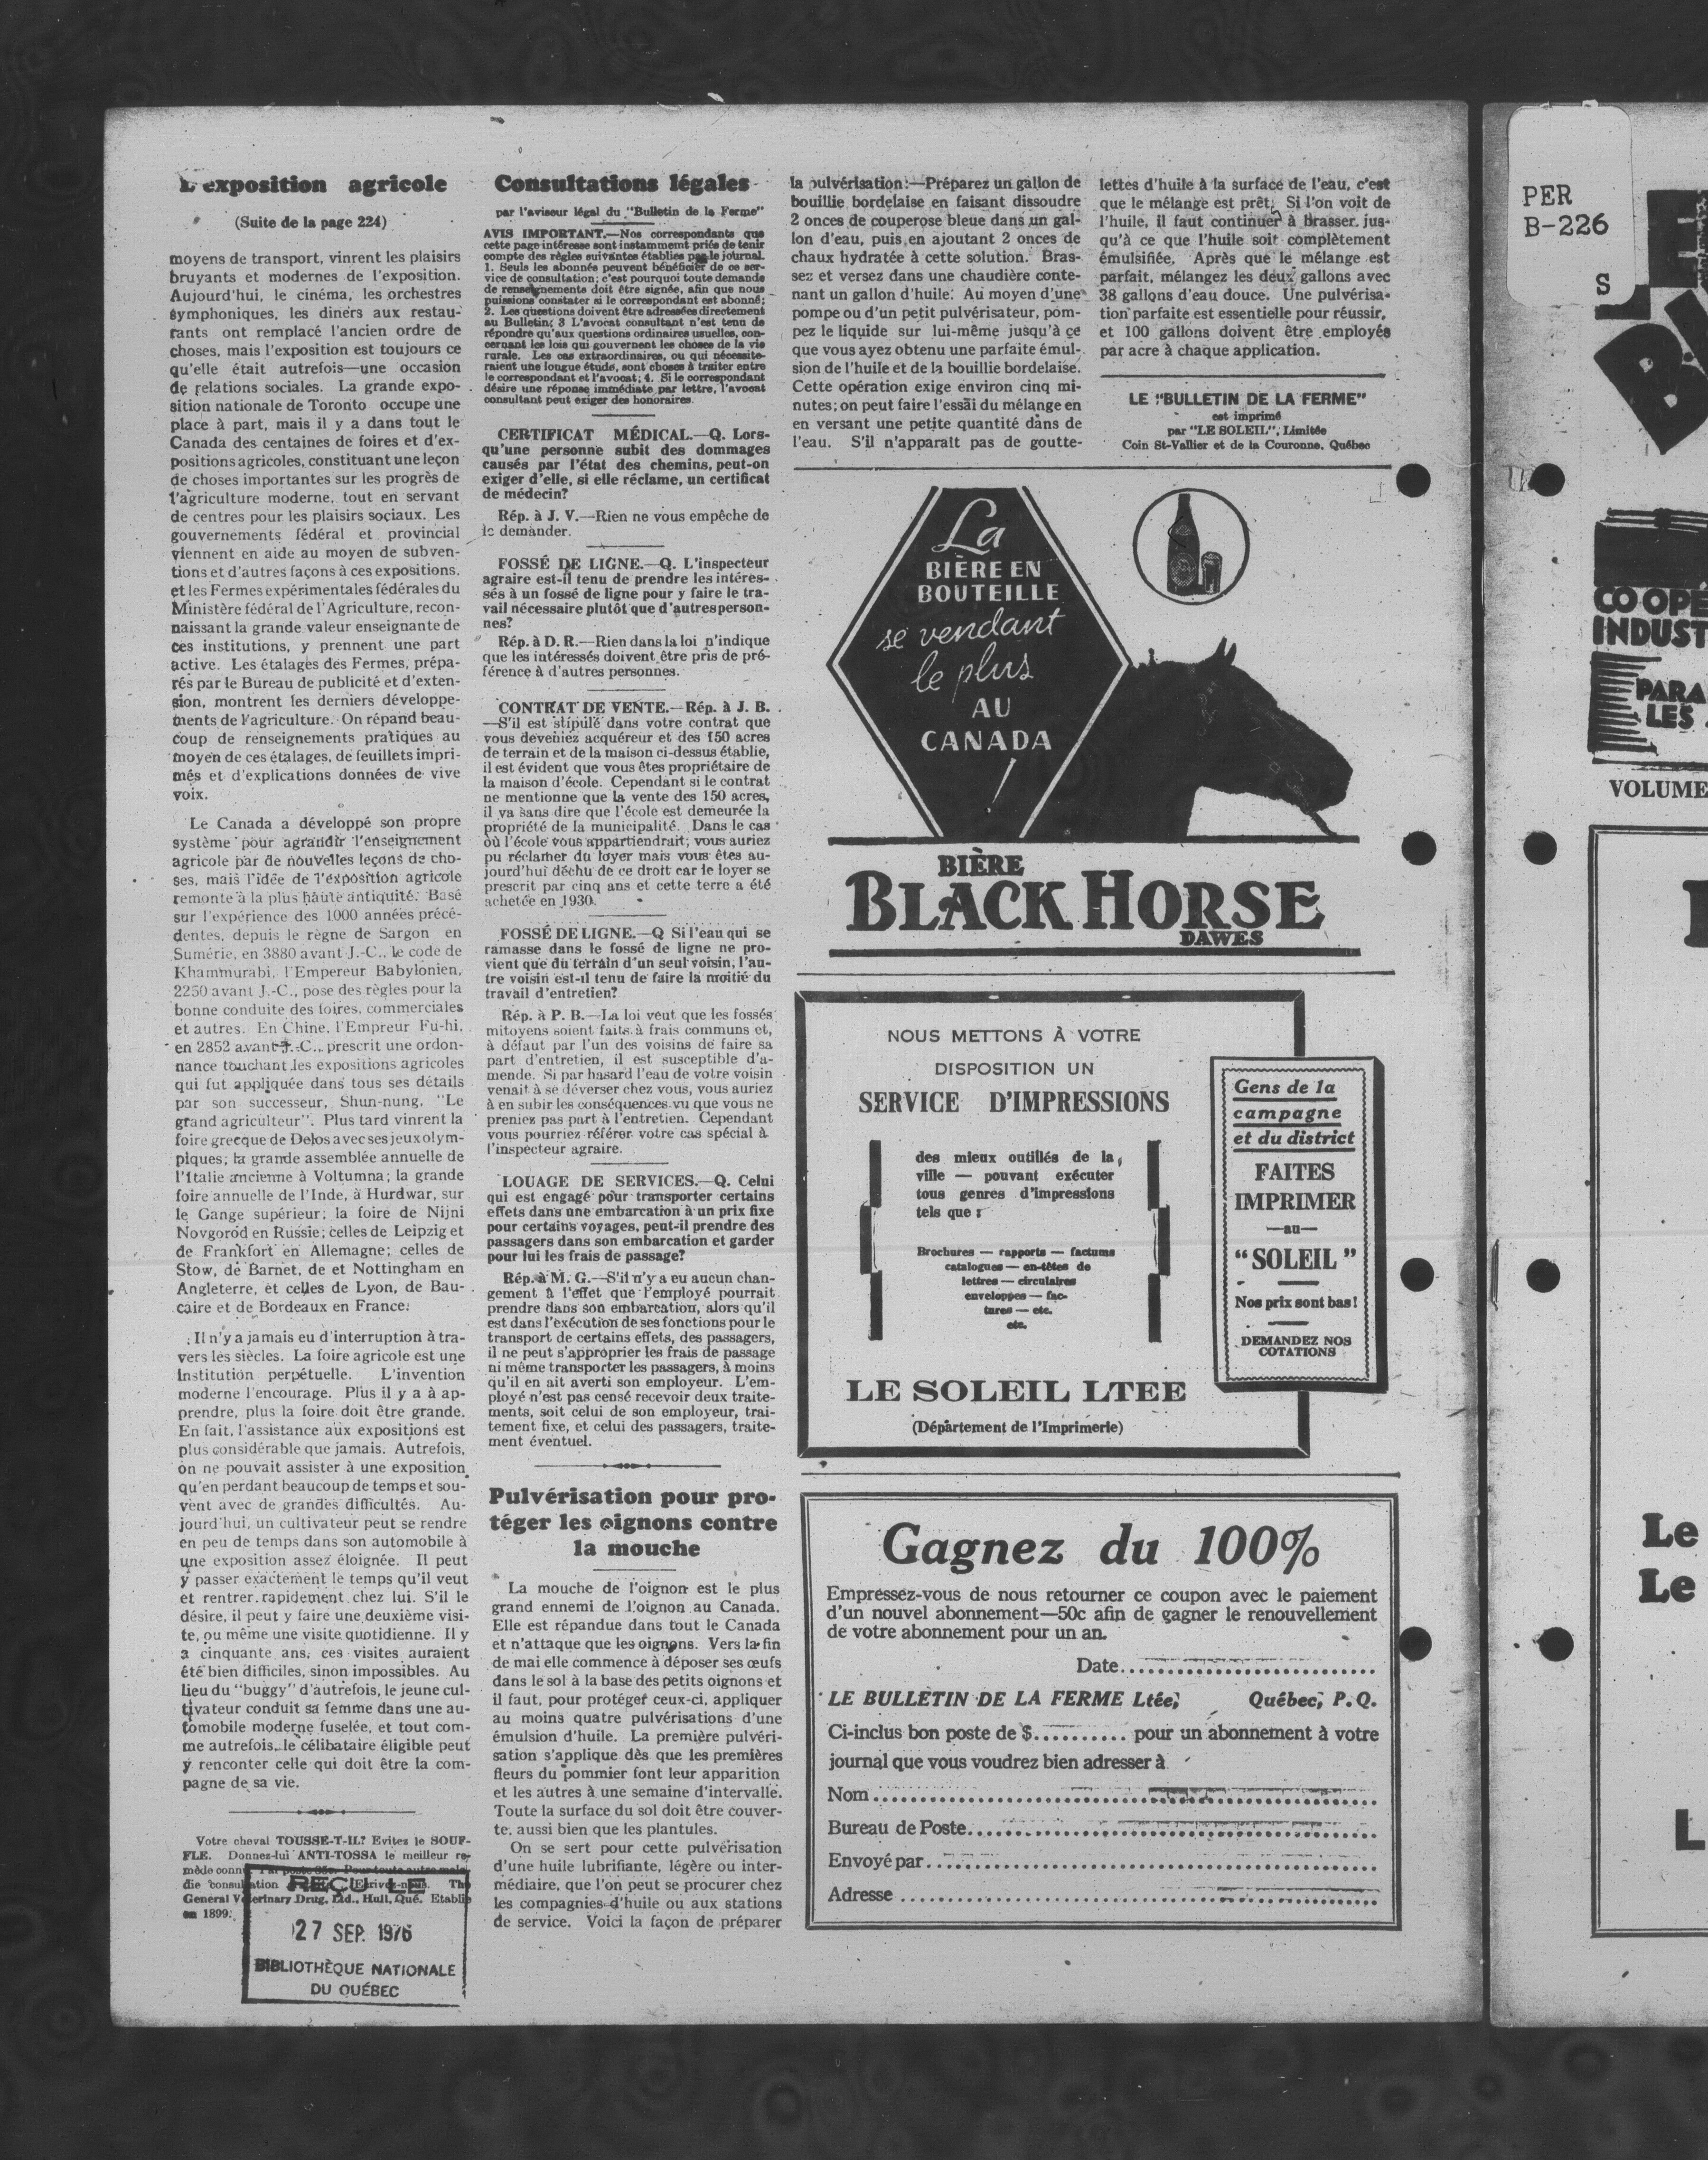 L'exposition agricole
(Suite de la page 224)
moyens de transport, vinrent les plaisirs
bruyants et modernes de l'exposition.
Aujourd'hui, le cinéma, les orchestres
symphoniques, les diners aux restau-
rants ont remplacé l'ancien ordre de
choses, mais l'exposition est toujours ce
qu'elle était autrefois—une occasion
de relations sociales. La grande expo-
sition nationale de Toronto occupe une
place à part, mais il y a dans tout le
Canada des centaines de foires et d'ex-
positions agricoles, constituant une leçon
de choses importantes sur les progrès de
l'agriculture moderne, tout en servant
de centres pour les plaisirs sociaux. Les
gouvernements fédéral et provincial
viennent en aide au moyen de subven-
tions et d'autres façons à ces expositions,
et les Fermes expérimentales fédérales du
Ministère fédéral de l'Agriculture, recon-
naissant la grande valeur enseignante de
ces institutions, y prennent une part
active. Les étalages des Fermes, prépa-
rés par le Bureau de publicité et d'exten-
sion, montrent les derniers développe-
ments de l'agriculture. On répand beau-
coup de renseignements pratiques au
moyen de ces étalages, de feuillets impri-
més et d'explications données de vive
voix.
Le Canada a développé son propre
système pour agrandir l'enseignement
agricole par de nouvelles leçons de cho-
ses, mais l'idée de l'exposition agricole
remonte à la plus haute antiquité. Basé
sur l'expérience des 1000 années précé-
dentes, depuis le règne de Sargon en
Sumérie, en 3880 avant J.-C., le code de
Khammurabi, l'Empereur Babylonien,
2250 avant J.-C., pose des règles pour la
bonne conduite des foires, commerciales
et autres. En Chine, l'Empreur Fu-hi,
en 2852 avant J.-C., prescrit une ordon-
nance touchant les expositions agricoles
qui fut appliquée dans tous ses détails
par son successeur, Shun-nung, "Le
grand agriculteur". Plus tard vinrent la
foire grecque de Delos avec ses jeux olym-
piques; la grande assemblée annuelle de
l'Italie ancienne à Voltumna; la grande
foire annuelle de l'Inde, à Hurdwar, sur
le Gange supérieur; la foire de Nijni
Novgorod en Russie; celles de Leipzig et
de Frankfort en Allemagne; celles de
Stow, de Barnet, de et Nottingham en
Angleterre, et celles de Lyon, de Bau-
caire et de Bordeaux en France.
Il n'y a jamais eu d'interruption à tra-
vers les siècles. La foire agricole est une
Institution perpétuelle. L'invention
moderne l'encourage. Plus il y a à ap-
prendre, plus la foire doit être grande.
En fait, l'assistance aux expositions est
plus considérable que jamais. Autrefois,
on ne pouvait assister à une exposition
qu'en perdant beaucoup de temps et sou-
vent avec de grandes difficultés. Au-
jourd'hui, un cultivateur peut se rendre
en peu de temps dans son automobile à
une exposition assez éloignée. Il peut
y passer exactement le temps qu'il veut
et rentrer rapidement chez lui. S'il le
désire, il peut y faire une deuxième visi-
te, ou même une visite quotidienne. Il y
a cinquante ans, ces visites auraient
été bien difficiles, sinon impossibles. Au
lieu du "buggy" d'autrefois, le jeune cul-
tivateur conduit sa femme dans une au-
tomobile moderne fuselée, et tout com-
me autrefois, le célibataire éligible peut
y renconter celle qui doit être la com-
pagne de sa vie.
Votre cheval TOUSSE-T-IL? Evitez le SOUF-
FLE. Donnez-lui ANTI-TOSSA le meilleur re-
mède connu. Par poste 85c. Pour toute autre mala-
die consultation Ecrivez-nous. The
General Veterinary Drug, Ltd., Hull, Qué. Etablie
en 1899.
REÇU LE
27 SEP. 1976
BIBLIOTHÈQUE NATIONALE
DU QUÉBEC
Consultations légales
par l'aviseur légal du "Bulletin de la Ferme"
AVIS IMPORTANT.—Nos correspondants que
cette page intéresse sont instamment priés de tenir
compte des règles suivantes établies par le journal.
1. Seuls les abonnés peuvent bénéficier de ce ser-
vice de consultation; c'est pourquoi toute demande
de renseignements doit être signée, afin que nous
puissions constater si le correspondant est abonné;
2. Les questions doivent être adressées directement
au Bulletin; 3 L'avocat consultant n'est tenu de
répondre qu'aux questions ordinaires usuelles, con-
cernant les lois qui gouvernent les choses de la vie
rurale. Les cas extraordinaires, ou qui nécessite-
raient une longue étude, sont choses à traiter entre
le correspondant et l'avocat; 4. Si le correspondant
désire une réponse immédiate par lettre, l'avocat
consultant peut exiger des honoraires.
CERTIFICAT MÉDICAL.—Q. Lors-
qu'une personne subit des dommages
causés par l'état des chemins, peut-on
exiger d'elle, si elle réclame, un certificat
de médecin?
Rép. à J. V.—Rien ne vous empêche de
le demander.
FOSSÉ DE LIGNE.—Q. L'inspecteur
agraire est-il tenu de prendre les intéres-
sés à un fossé de ligne pour y faire le tra-
vail nécessaire plutôt que d'autres person-
nes?
Rép. à D. R.—Rien dans la loi n'indique
que les intéressés doivent être pris de pré-
férence à d'autres personnes.
CONTRAT DE VENTE.—Rép. à J. B.
—S'il est stipulé dans votre contrat que
vous deveniez acquéreur et des 150 acres
de terrain et de la maison ci-dessus établie,
il est évident que vous êtes propriétaire de
la maison d'école. Cependant si le contrat
ne mentionne que la vente des 150 acres,
il va sans dire que l'école est demeurée la
propriété de la municipalité. Dans le cas
où l'école vous appartiendrait, vous auriez
pu réclamer du loyer mais vous êtes au-
jourd'hui déchu de ce droit car le loyer se
prescrit par cinq ans et cette terre a été
achetée en 1930.
FOSSÉ DE LIGNE.—Q Si l'eau qui se
ramasse dans le fossé de ligne ne pro-
vient que du terrain d'un seul voisin, l'au-
tre voisin est-il tenu de faire la moitié du
travail d'entretien?
Rép. à P. B.—La loi veut que les fossés
mitoyens soient faits à frais communs et,
à défaut par l'un des voisins de faire sa
part d'entretien, il est susceptible d'a-
mende. Si par hasard l'eau de votre voisin
venait à se déverser chez vous, vous auriez
à en subir les conséquences vu que vous ne
preniez pas part à l'entretien. Cependant
vous pourriez référer votre cas spécial à
l'inspecteur agraire.
LOUAGE DE SERVICES.—Q. Celui
qui est engagé pour transporter certains
effets dans une embarcation à un prix fixe
pour certains voyages, peut-il prendre des
passagers dans son embarcation et garder
pour lui les frais de passage?
Rép. à M. G.—S'il n'y a eu aucun chan-
gement à l'effet que l'employé pourrait
prendre dans son embarcation, alors qu'il
est dans l'exécution de ses fonctions pour le
transport de certains effets, des passagers,
il ne peut s'approprier les frais de passage
ni même transporter les passagers, à moins
qu'il en ait averti son employeur. L'em-
ployé n'est pas censé recevoir deux traite-
ments, soit celui de son employeur, trai-
tement fixe, et celui des passagers, traite-
ment éventuel.
Pulvérisation pour pro-
téger les oignons contre
la mouche
La mouche de l'oignon est le plus
grand ennemi de l'oignon au Canada.
Elle est répandue dans tout le Canada
et n'attaque que les oignons. Vers la fin
de mai elle commence à déposer ses œufs
dans le sol à la base des petits oignons et
il faut, pour protéger ceux-ci, appliquer
au moins quatre pulvérisations d'une
émulsion d'huile. La première pulvéri-
sation s'applique dès que les premières
fleurs du pommier font leur apparition
et les autres à une semaine d'intervalle.
Toute la surface du sol doit être couver-
te, aussi bien que les plantules.
On se sert pour cette pulvérisation
d'une huile lubrifiante, légère ou inter-
médiaire, que l'on peut se procurer chez
les compagnies d'huile ou aux stations
de service. Voici la façon de préparer
la pulvérisation:—Préparez un gallon de
bouillie bordelaise en faisant dissoudre
2 onces de couperose bleue dans un gal-
lon d'eau, puis en ajoutant 2 onces de
chaux hydratée à cette solution. Bras-
sez et versez dans une chaudière conte-
nant un gallon d'huile. Au moyen d'une
pompe ou d'un petit pulvérisateur, pom-
pez le liquide sur lui-même jusqu'à ce
que vous ayez obtenu une parfaite émul-
sion de l'huile et de la bouillie bordelaise.
Cette opération exige environ cinq mi-
nutes; on peut faire l'essai du mélange en
en versant une petite quantité dans de
l'eau. S'il n'apparaît pas de goutte-
lettes d'huile à la surface de l'eau, c'est
que le mélange est prêt. Si l'on voit de
l'huile, il faut continuer à brasser jus-
qu'à ce que l'huile soit complètement
émulsifiée. Après que le mélange est
parfait, mélangez les deux gallons avec
38 gallons d'eau douce. Une pulvérisa-
tion parfaite est essentielle pour réussir,
et 100 gallons doivent être employés
par acre à chaque application.
LE "BULLETIN DE LA FERME"
est imprimé
par "LE SOLEIL", Limitée
Coin St-Vallier et de la Couronne, Québec
La
BIÈRE EN
BOUTEILLE
se vendant
le plus
AU
CANADA
!
BIÈRE
BLACK HORSE
DAWES
NOUS METTONS À VOTRE
DISPOSITION UN
SERVICE D'IMPRESSIONS
des mieux outillés de la
ville — pouvant exécuter
tous genres d'impressions
tels que :
Brochures — rapports — factums
catalogues — en-têtes de
lettres — circulaires
enveloppes — fac-
tures — etc.
etc.
LE SOLEIL LTEE
(Département de l'Imprimerie)
Gens de la
campagne
et du district
FAITES
IMPRIMER
—au—
"SOLEIL"
Nos prix sont bas!
DEMANDEZ NOS
COTATIONS
Gagnez du 100%
Empressez-vous de nous retourner ce coupon avec le paiement
d'un nouvel abonnement—50c afin de gagner le renouvellement
de votre abonnement pour un an.
Date
LE BULLETIN DE LA FERME Ltée, Québec, P.Q.
Ci-inclus bon poste de $.......... pour un abonnement à votre
journal que vous voudrez bien adresser à
Nom
Bureau de Poste
Envoyé par
Adresse
PER
B-226
S
COOPÉ
INDUST
PARA
LES
VOLUME
Le
Le
L